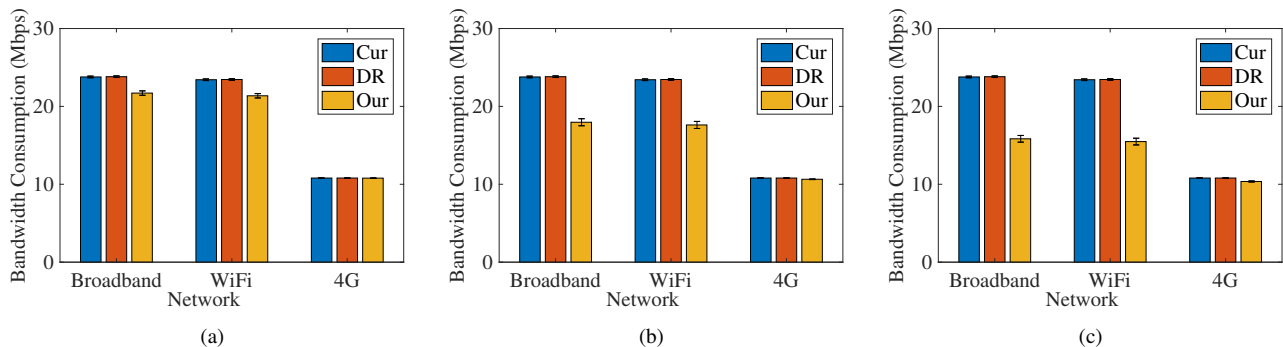 30
20
10
0
Bandwidth Consumption (Mbps)
Cur
DR
Our
Broadband WiFi 4G
Network
(a)
30
20
10
0
Bandwidth Consumption (Mbps)
Cur
DR
Our
Broadband WiFi 4G
Network
(b)
30
20
10
0
Bandwidth Consumption (Mbps)
Cur
DR
Our
Broadband WiFi 4G
Network
(c)